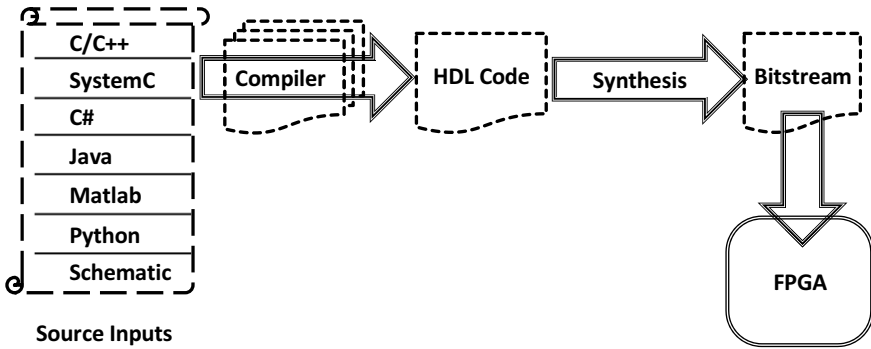 C/C++
SystemC
C#
Java
Matlab
Python
Schematic
Source Inputs
Compiler
HDL Code
Synthesis
Bitstream
FPGA